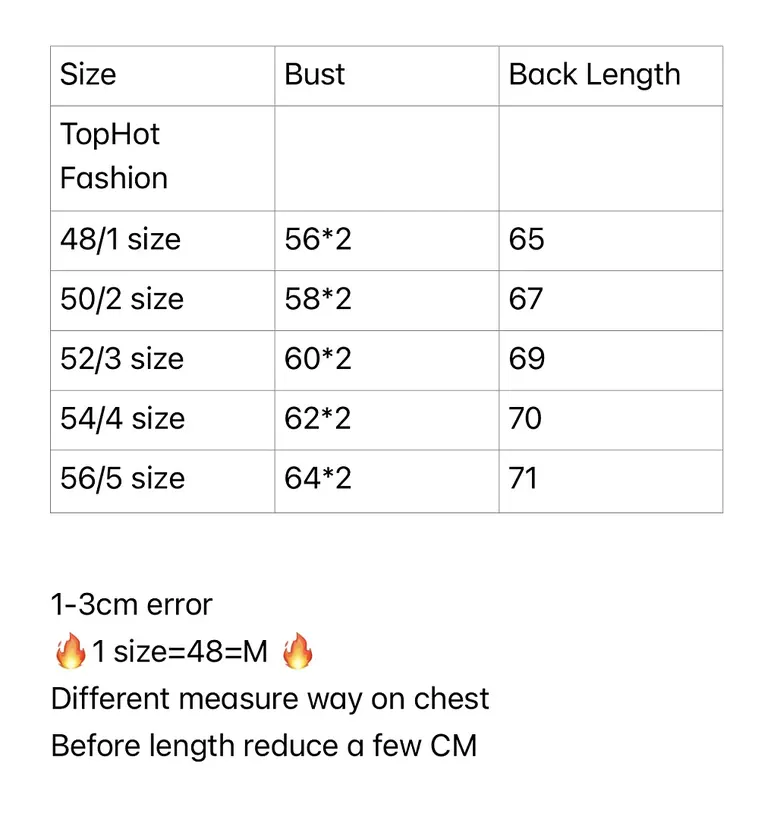 Size Bust Back Length
TopHot
Fashion
48/1 size 56*2 65
50/2 size 58*2 67
52/3 size 60*2 69
54/4 size 62*2 70
56/5 size 64*2 71
1-3cm error
🔥1 size=48=M 🔥
Different measure way on chest
Before length reduce a few CM